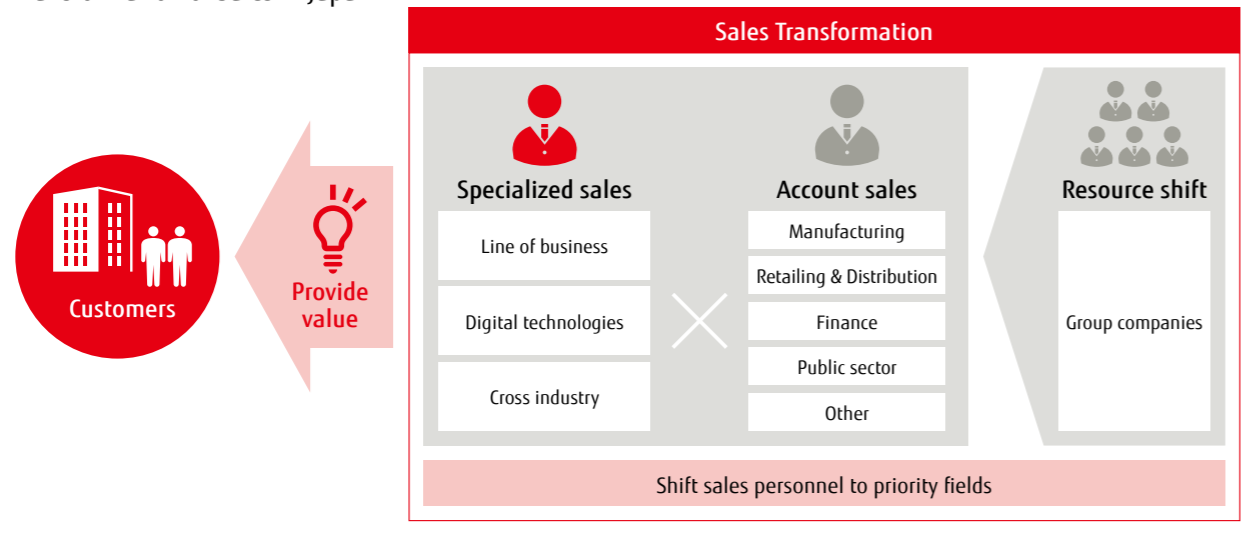 Sales Transformation
Customers
Provide
value
Specialized sales
Line of business
Digital technologies
Cross industry
Account sales
Manufacturing
Retailing & Distribution
Finance
Public sector
Other
Resource shift
Group companies
Shift sales personnel to priority fields